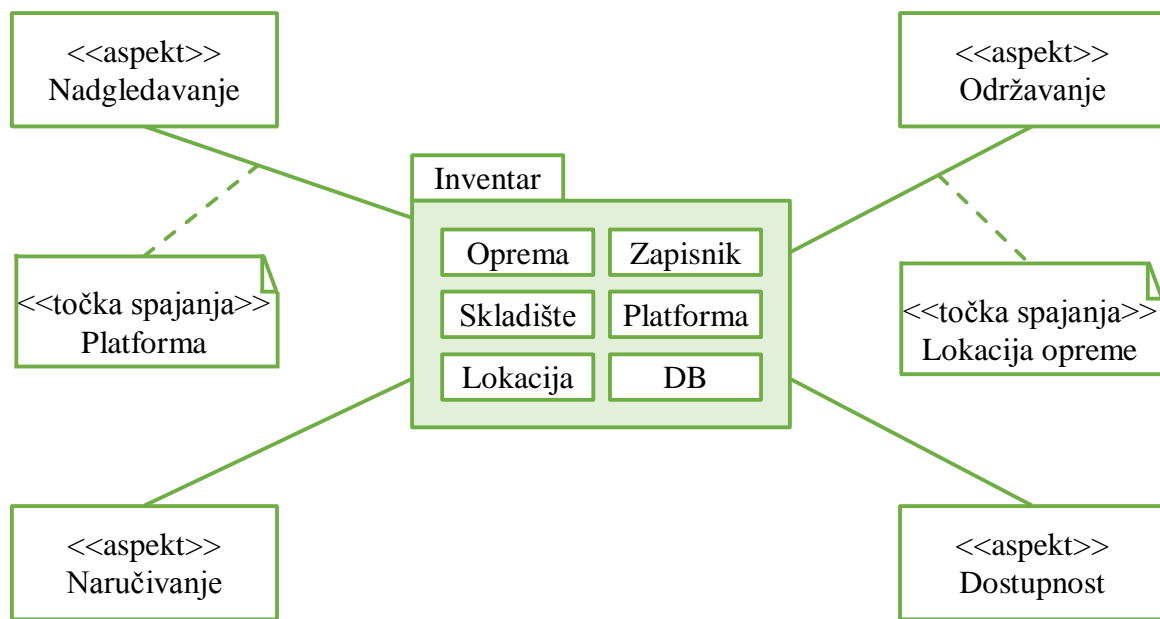 <<aspekt>>
Nadgledavanje
<<aspekt>>
Održavanje
Inventar
Oprema
Zapisnik
Skladište
Platforma
Lokacija
DB
<<točka spajanja>>
Platforma
<<točka spajanja>>
Lokacija opreme
<<aspekt>>
Naručivanje
<<aspekt>>
Dostupnost